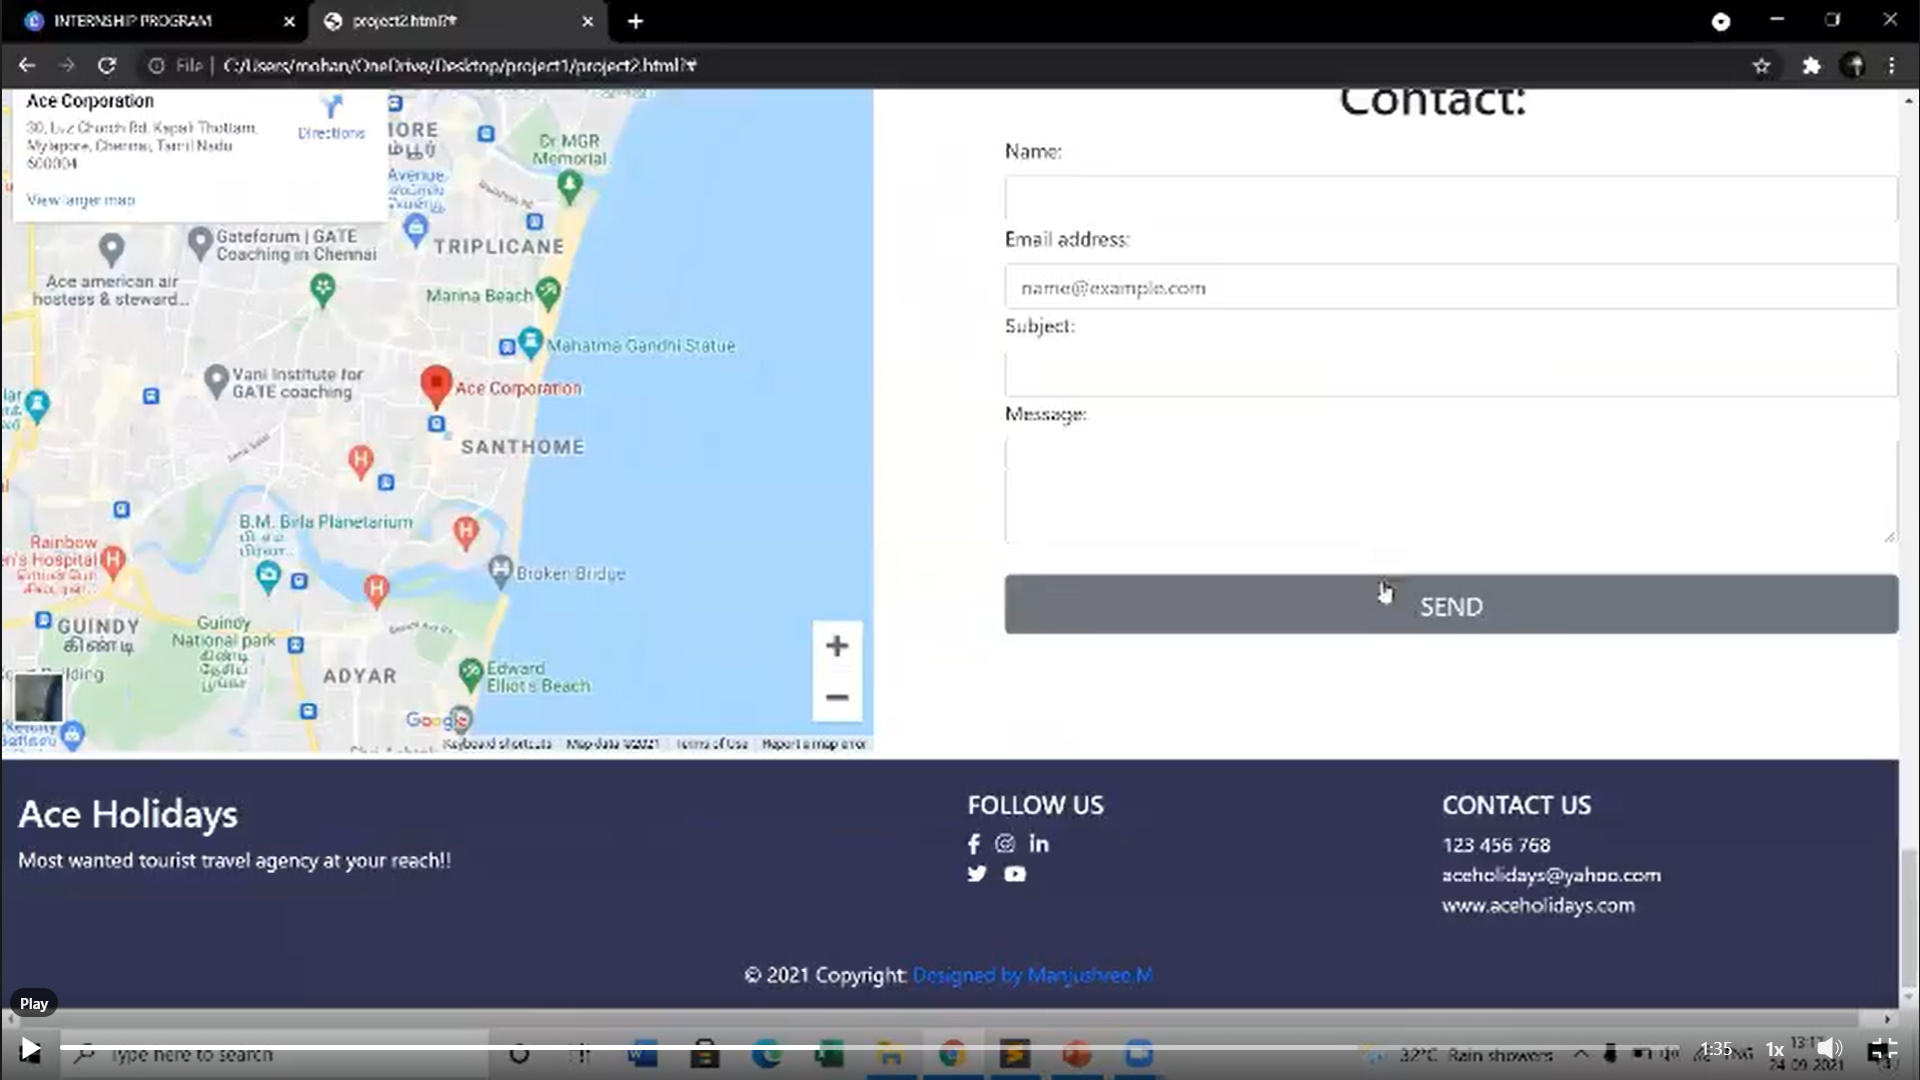 INTERNSHIP PROGRAM
project2.html?#
File | C:/Users/mohan/OneDrive/Desktop/project1/project2.html?#
Ace Corporation
30, Luz Church Rd, Kapali Thottam,
Mylapore, Chennai, Tamil Nadu
600004
Directions
View larger map
Dr MGR
Memorial
Avenue
Gateforum | GATE
Coaching in Chennai
TRIPLICANE
Ace american air
hostess & steward...
Marina Beach
Mahatma Gandhi Statue
Vani Institute for
GATE coaching
Ace Corporation
SANTHOME
B.M. Birla Planetarium
Rainbow
en's Hospital
Broken Bridge
GUINDY
கிண்டி
Guindy
National park
கிண்டி
தேசிய
பூங்கா
ADYAR
Edward
Elliot's Beach
Google
Keyboard shortcuts
Map data ©2021
Terms of Use
Report a map error
Contact:
Name:
Email address:
name@example.com
Subject:
Message:
SEND
Ace Holidays
Most wanted tourist travel agency at your reach!!
FOLLOW US
CONTACT US
123 456 768
aceholidays@yahoo.com
www.aceholidays.com
© 2021 Copyright: Designed by Manjushree.M
Play
Type here to search
32°C Rain showers
ENG
1:35
1x
24-09-2021